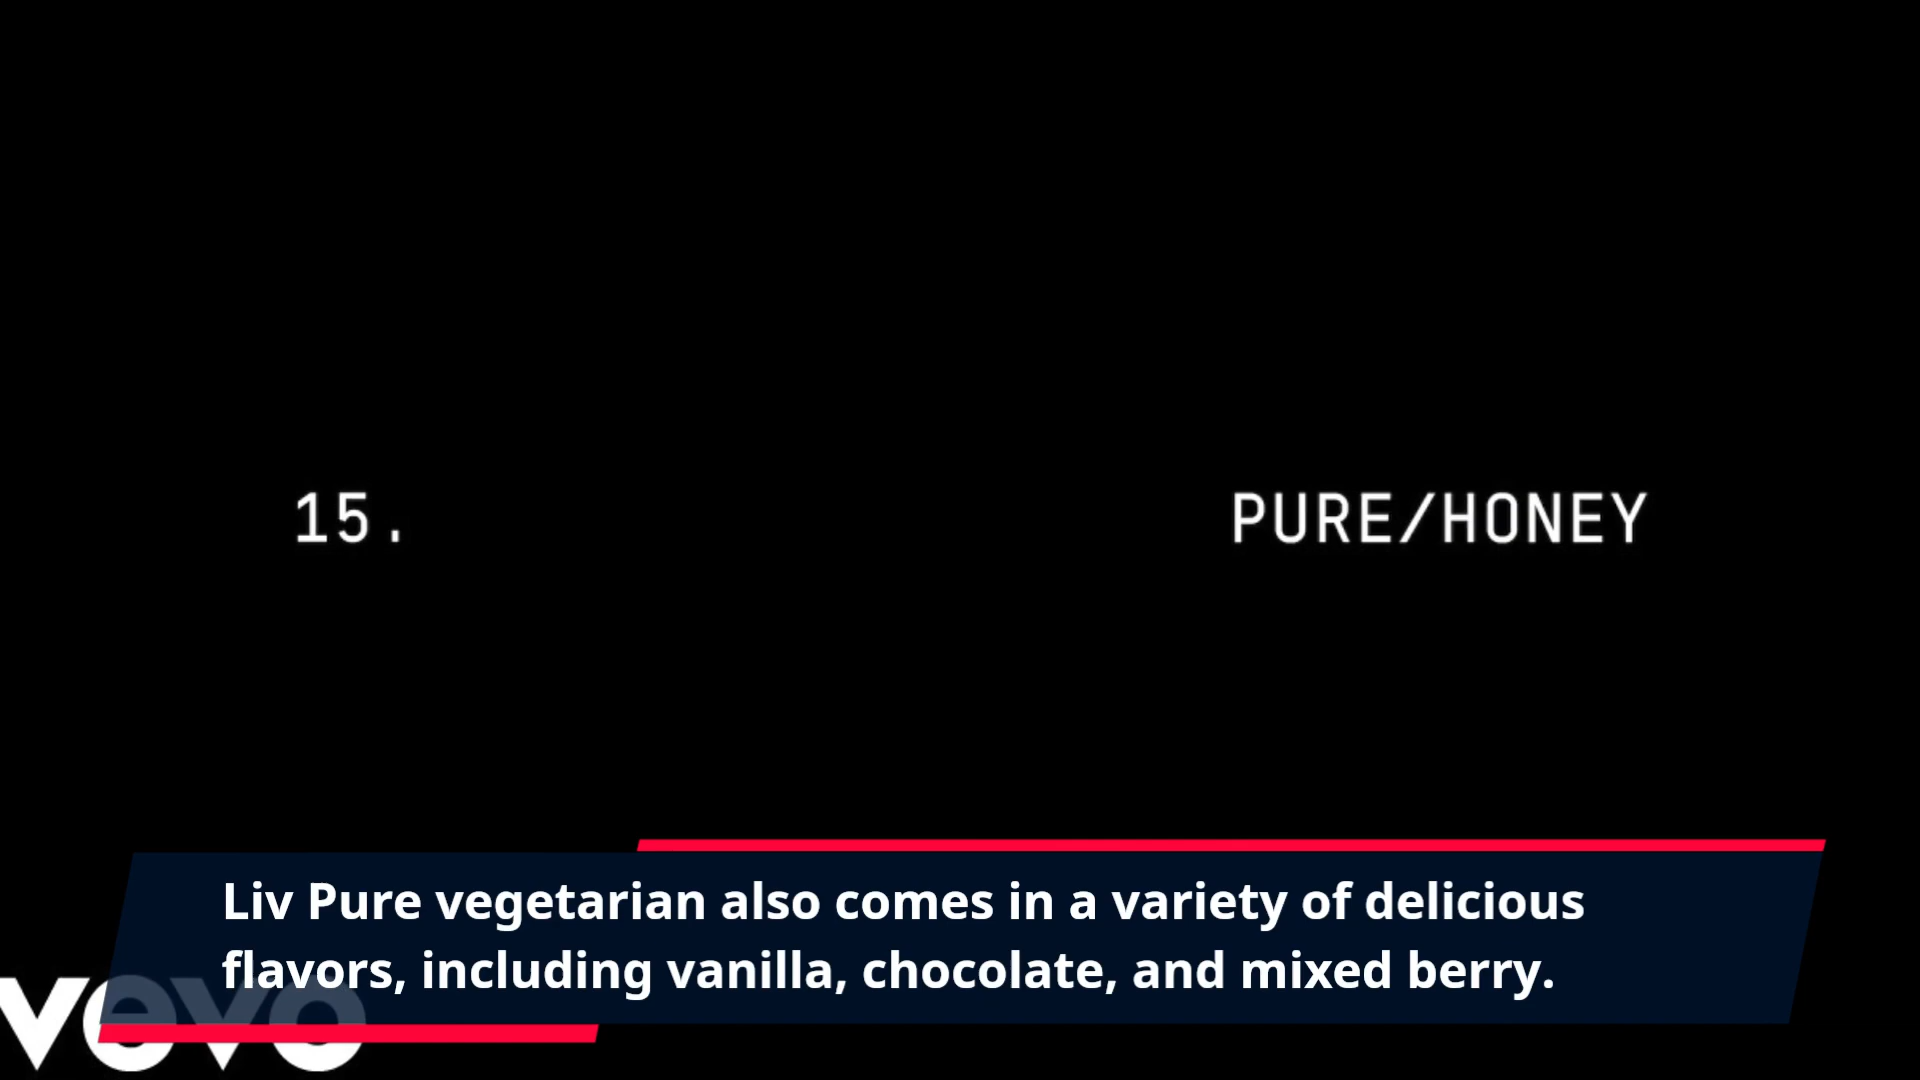 15. PURE/HONEY
Liv Pure vegetarian also comes in a variety of delicious
flavors, including vanilla, chocolate, and mixed berry.
vevo